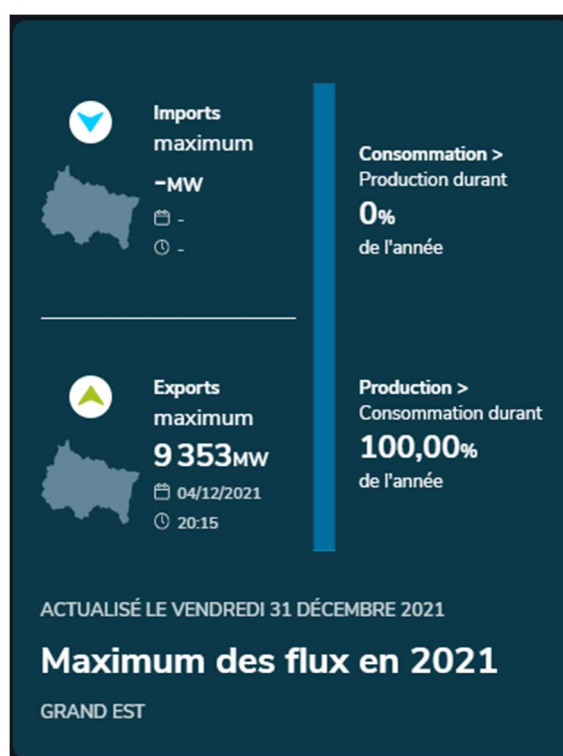 Imports
maximum
-MW
-
-
Consommation >
Production durant
0%
de l'année
Exports
maximum
9 353MW
04/12/2021
20:15
Production >
Consommation durant
100,00%
de l'année
ACTUALISÉ LE VENDREDI 31 DÉCEMBRE 2021
Maximum des flux en 2021
GRAND EST